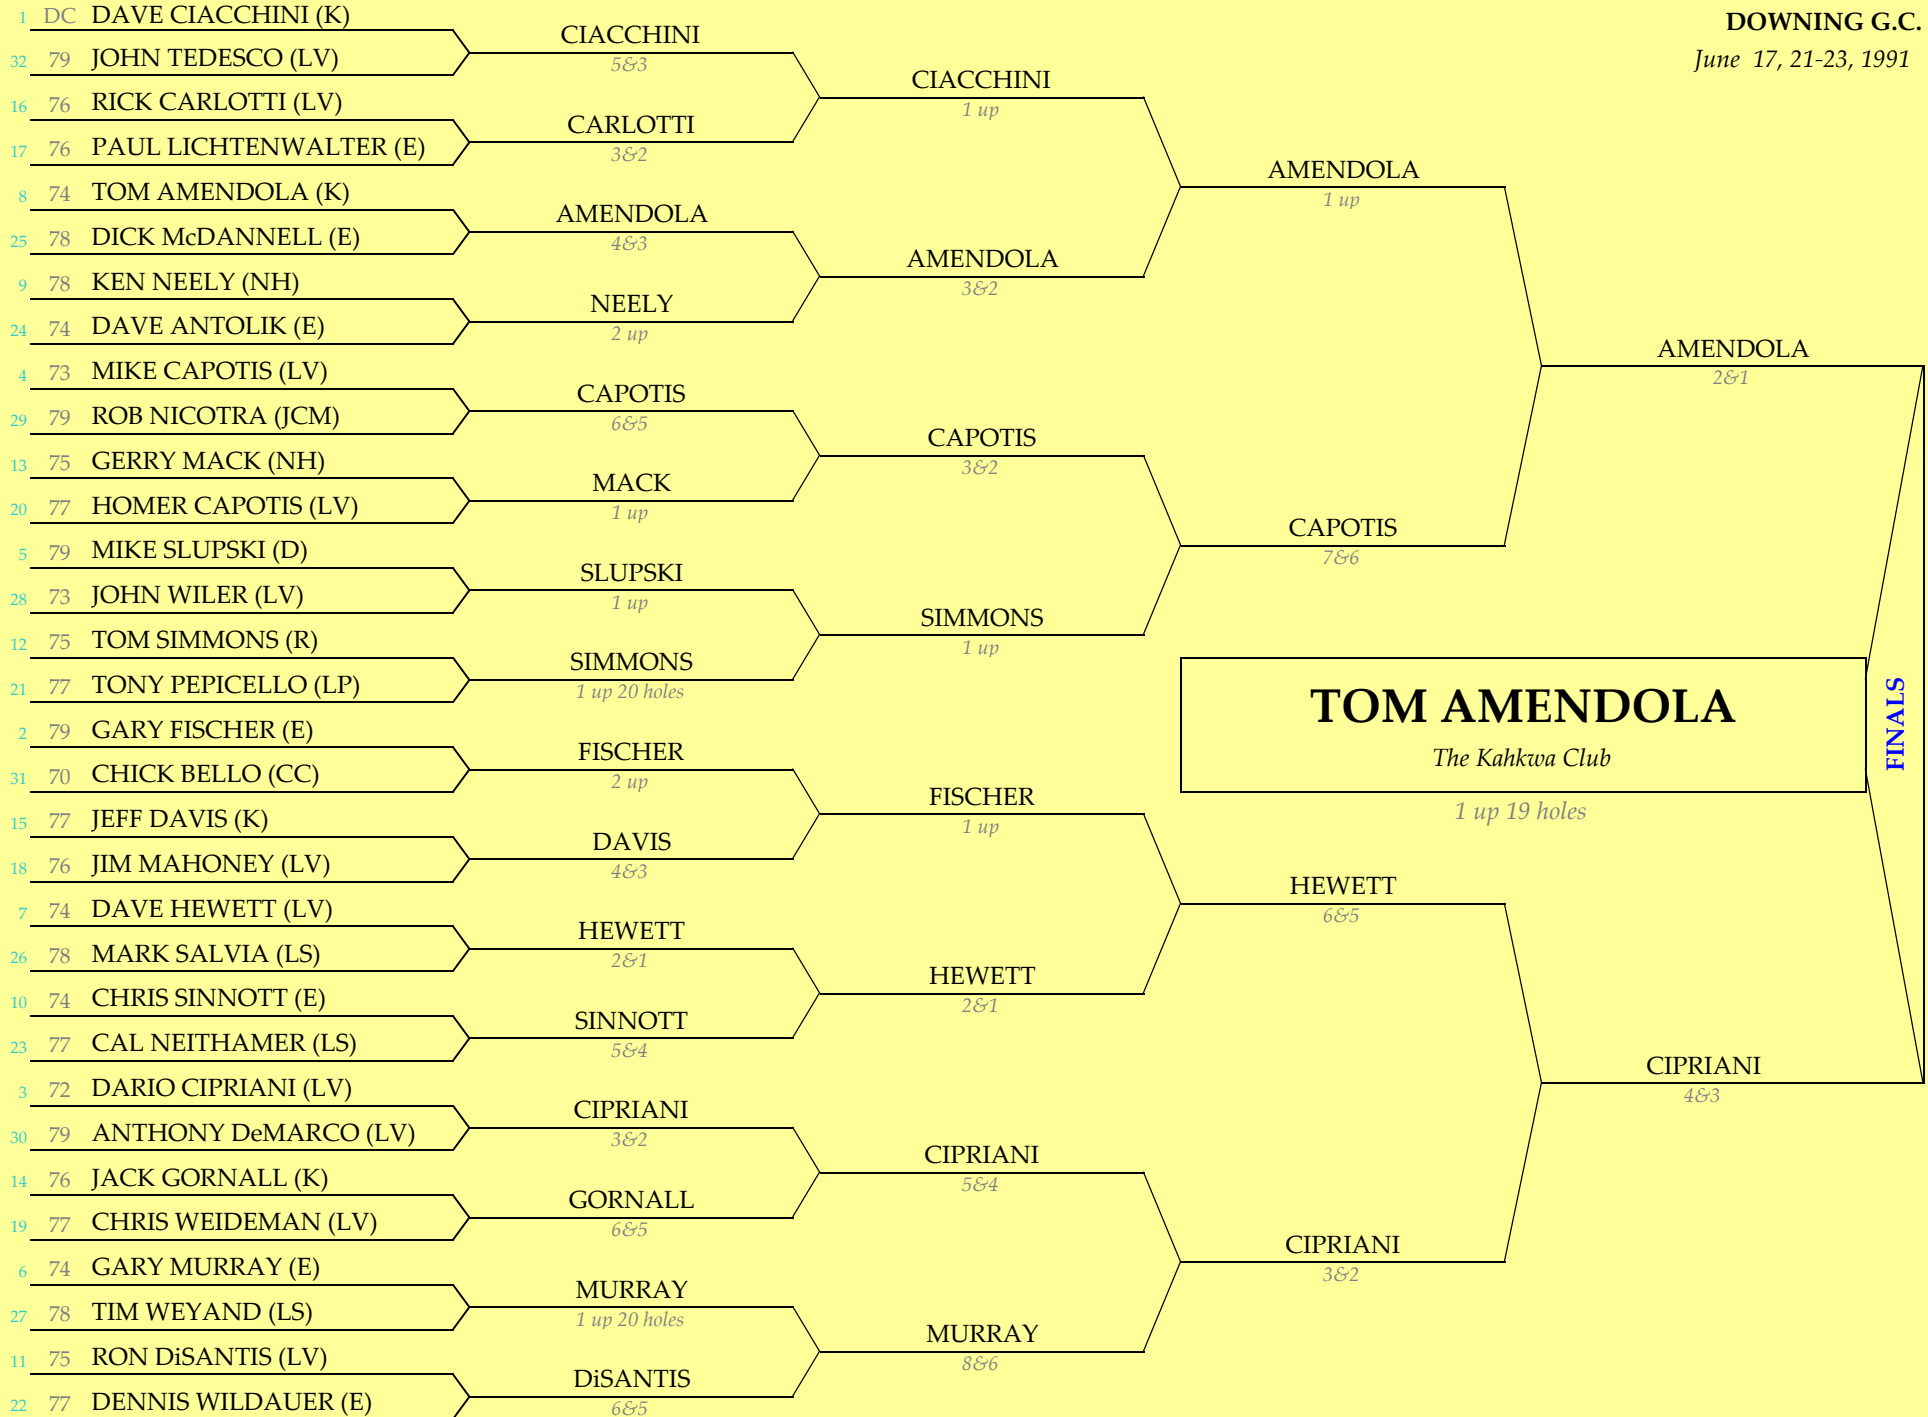 DOWNING G.C.
June 17, 21-23, 1991
1 DC DAVE CIACCHINI (K)
32 79 JOHN TEDESCO (LV)
16 76 RICK CARLOTTI (LV)
17 76 PAUL LICHTENWALTER (E)
8 74 TOM AMENDOLA (K)
25 78 DICK McDANNELL (E)
9 78 KEN NEELY (NH)
24 74 DAVE ANTOLIK (E)
4 73 MIKE CAPOTIS (LV)
29 79 ROB NICOTRA (JCM)
13 75 GERRY MACK (NH)
20 77 HOMER CAPOTIS (LV)
5 79 MIKE SLUPSKI (D)
28 73 JOHN WILER (LV)
12 75 TOM SIMMONS (R)
21 77 TONY PEPICELLO (LP)
2 79 GARY FISCHER (E)
31 70 CHICK BELLO (CC)
15 77 JEFF DAVIS (K)
18 76 JIM MAHONEY (LV)
7 74 DAVE HEWETT (LV)
26 78 MARK SALVIA (LS)
10 74 CHRIS SINNOTT (E)
23 77 CAL NEITHAMER (LS)
3 72 DARIO CIPRIANI (LV)
30 79 ANTHONY DeMARCO (LV)
14 76 JACK GORNALL (K)
19 77 CHRIS WEIDEMAN (LV)
6 74 GARY MURRAY (E)
27 78 TIM WEYAND (LS)
11 75 RON DiSANTIS (LV)
22 77 DENNIS WILDAUER (E)
CIACCHINI
5&3
CARLOTTI
3&2
AMENDOLA
4&3
NEELY
2 up
CAPOTIS
6&5
MACK
1 up
SLUPSKI
1 up
SIMMONS
1 up 20 holes
FISCHER
2 up
DAVIS
4&3
HEWETT
2&1
SINNOTT
5&4
CIPRIANI
3&2
GORNALL
6&5
MURRAY
1 up 20 holes
DiSANTIS
6&5
CIACCHINI
1 up
AMENDOLA
3&2
CAPOTIS
3&2
SIMMONS
1 up
FISCHER
1 up
HEWETT
2&1
CIPRIANI
5&4
MURRAY
8&6
AMENDOLA
1 up
CAPOTIS
7&6
HEWETT
6&5
CIPRIANI
3&2
AMENDOLA
2&1
CIPRIANI
4&3
TOM AMENDOLA
The Kahkwa Club
1 up 19 holes
FINALS